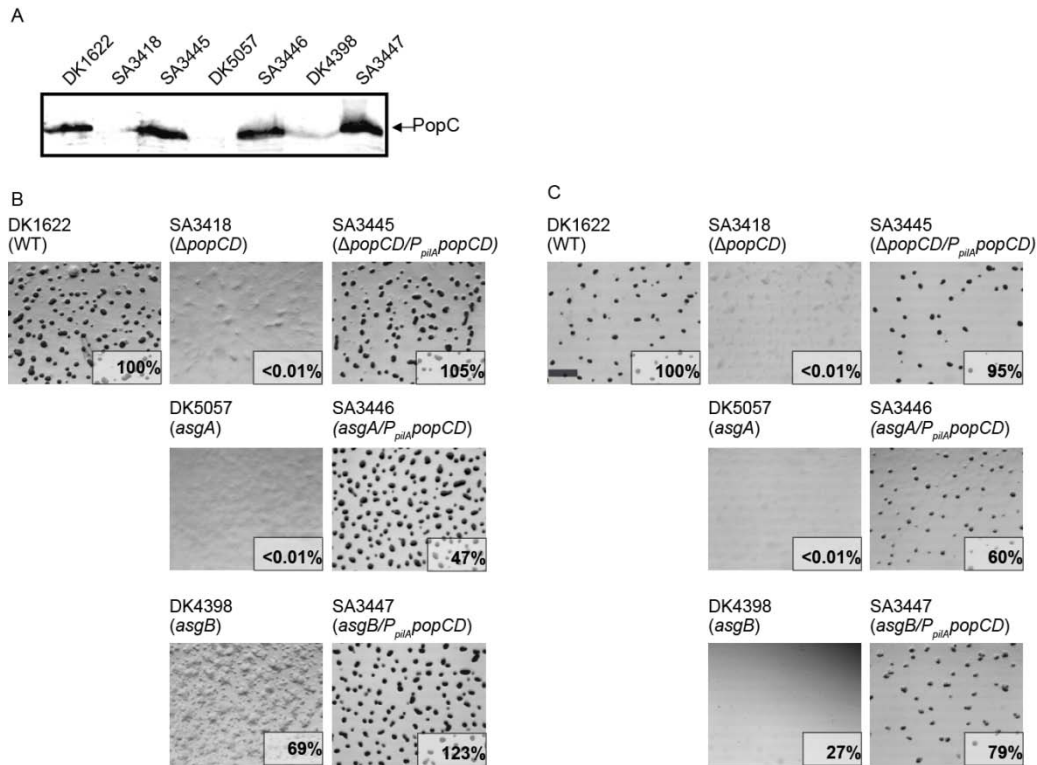 A
DK1622 SA3418 SA3445 DK5057 SA3446 DK4398 SA3447
PopC
B
DK1622 SA3418 SA3445
(WT) (ΔpopCD) (ΔpopCD/PpilApopCD)
100% <0.01% 105%
DK5057 SA3446
(asgA) (asgA/PpilApopCD)
<0.01% 47%
DK4398 SA3447
(asgB) (asgB/PpilApopCD)
69% 123%
C
DK1622 SA3418 SA3445
(WT) (ΔpopCD) (ΔpopCD/PpilApopCD)
100% <0.01% 95%
DK5057 SA3446
(asgA) (asgA/PpilApopCD)
<0.01% 60%
DK4398 SA3447
(asgB) (asgB/PpilApopCD)
27% 79%